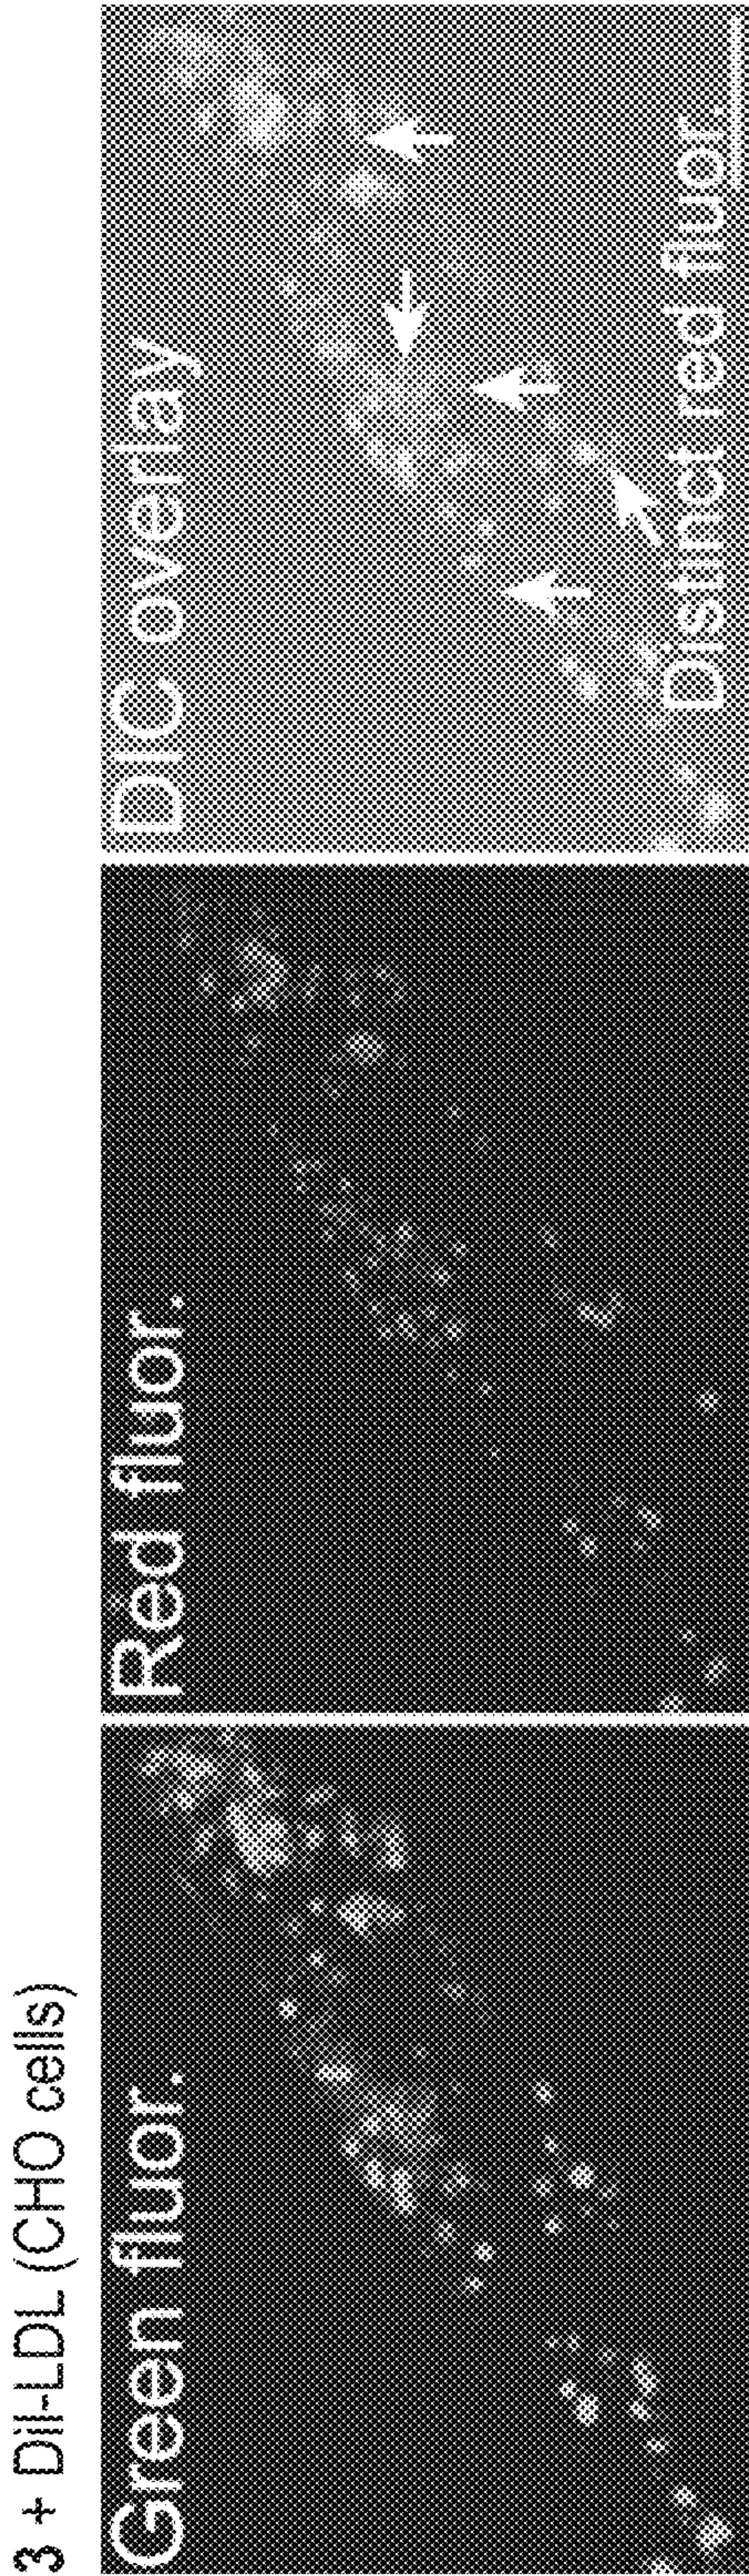 3 + DiI-LDL (CHO cells)
Green fluor.
Red fluor.
DIC overlay
Distinct red fluor.